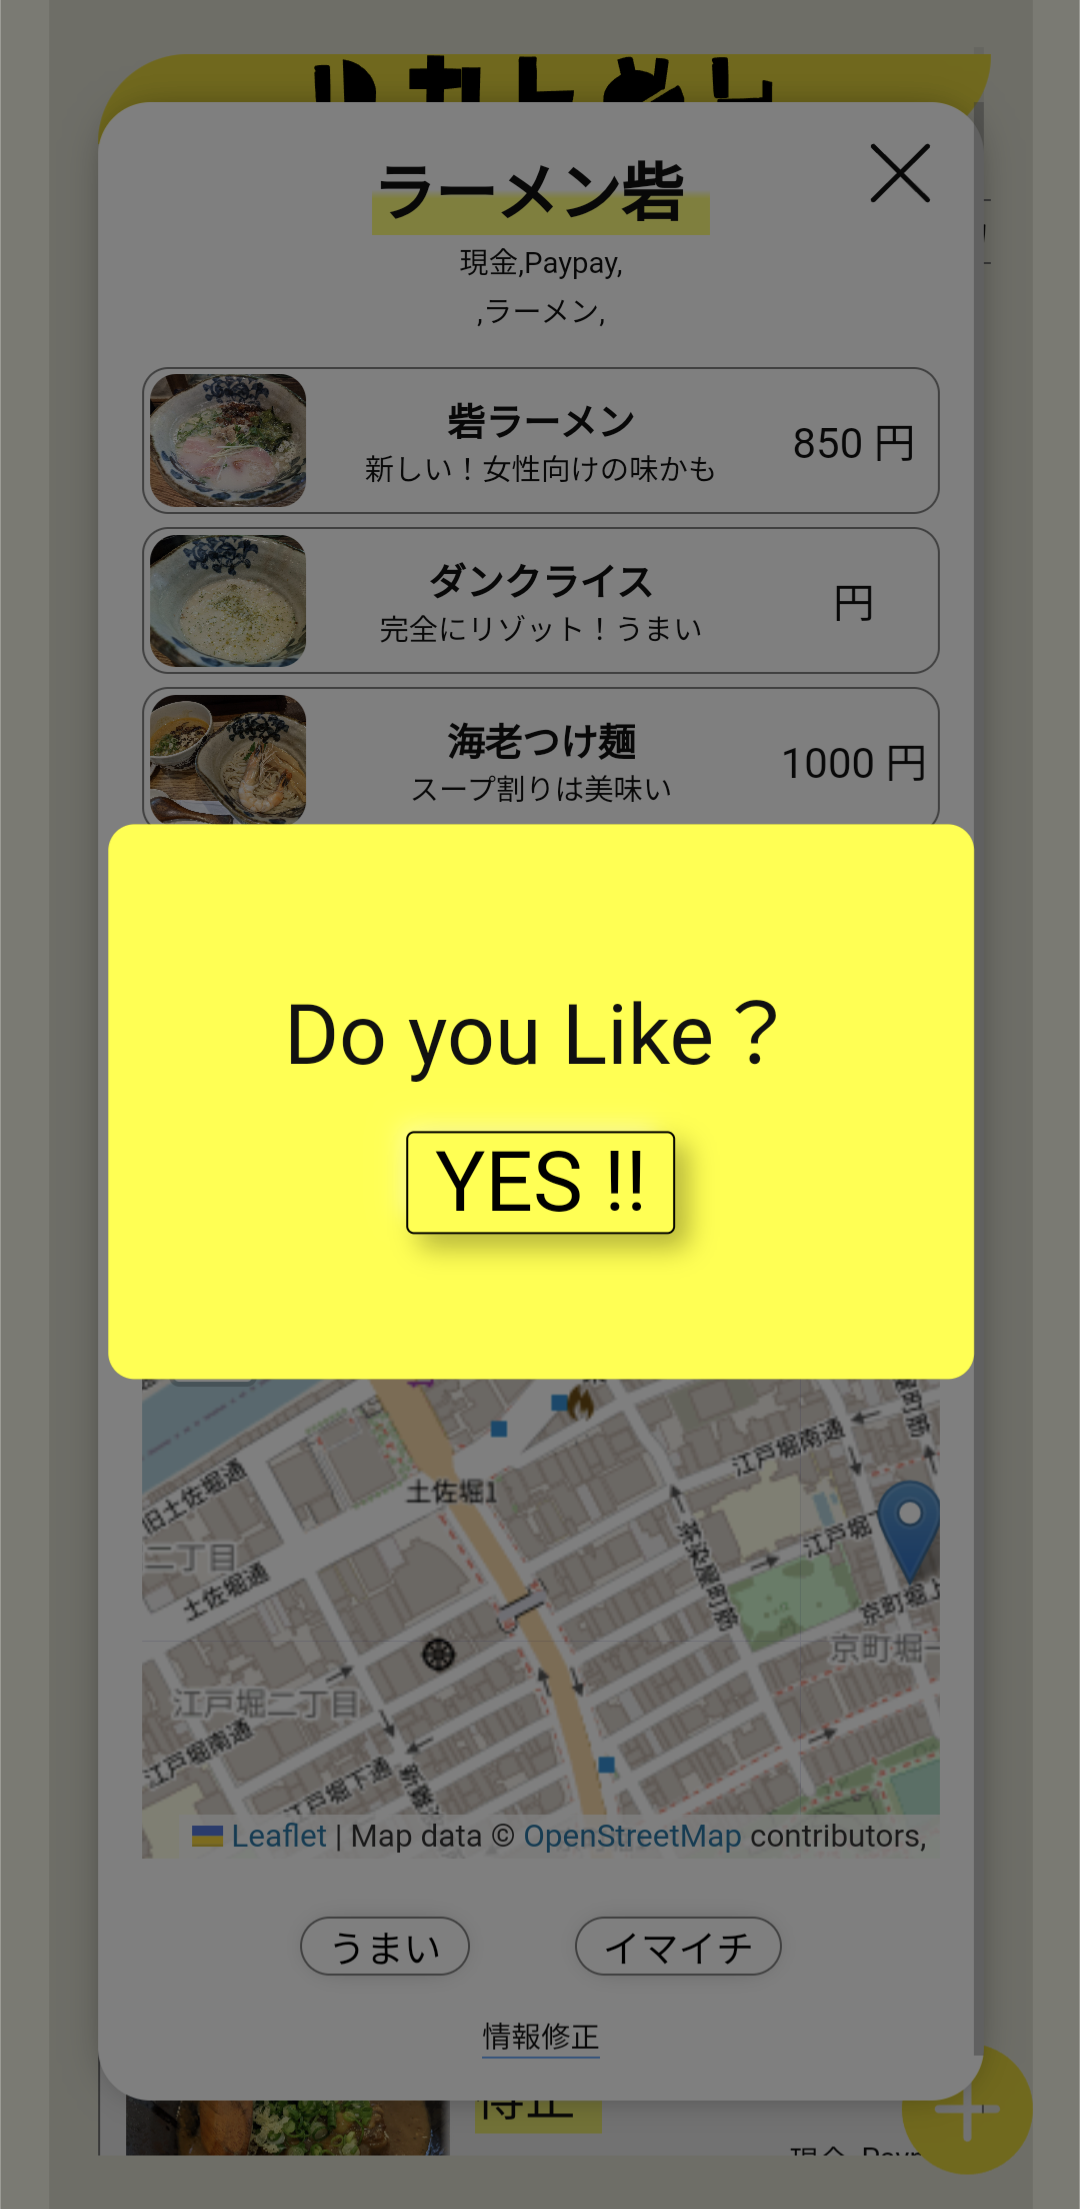 ラーメン砦
現金,Paypay,
,ラーメン,
砦ラーメン
新しい！女性向けの味かも
850 円
ダンクライス
完全にリゾット！うまい
円
海老つけ麺
スープ割りは美味い
1000 円
Do you Like？
YES !!
江戸堀南通
旧土佐堀通
土佐堀1
二丁目
土佐堀通
茶染屋町筋
江戸堀
京町堀上
京町堀一
江戸堀二丁目
江戸堀南通
江戸堀下通
Leaflet | Map data © OpenStreetMap contributors,
うまい
イマイチ
情報修正